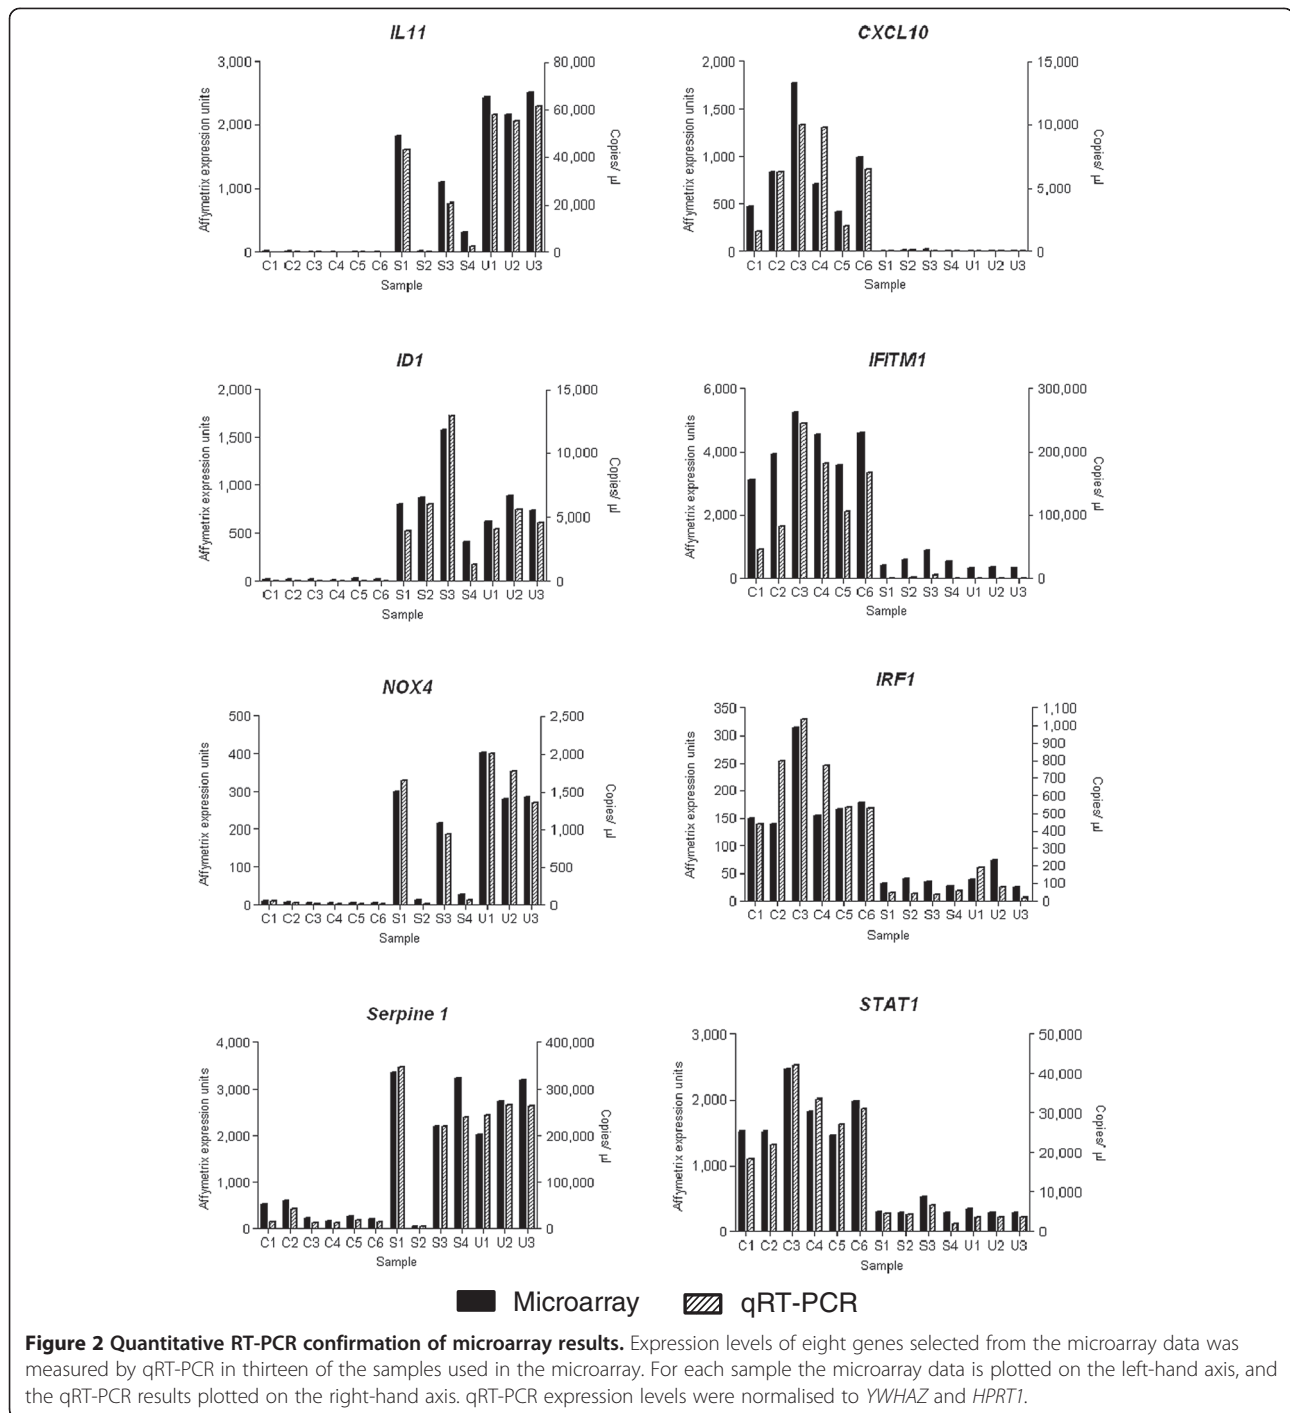 IL11
3,000
2,000
1,000
0
Affymetrix expression units
80,000
60,000
40,000
20,000
0
Copies/ µl
C1 C2 C3 C4 C5 C6 S1 S2 S3 S4 U1 U2 U3
Sample
CXCL10
2,000
1,500
1,000
500
0
Affymetrix expression units
15,000
10,000
5,000
0
Copies/ µl
C1 C2 C3 C4 C5 C6 S1 S2 S3 S4 U1 U2 U3
Sample
ID1
2,000
1,500
1,000
500
0
Affymetrix expression units
15,000
10,000
5,000
0
Copies/ µl
C1 C2 C3 C4 C5 C6 S1 S2 S3 S4 U1 U2 U3
Sample
IFITM1
6,000
4,000
2,000
0
Affymetrix expression units
300,000
200,000
100,000
0
Copies/ µl
C1 C2 C3 C4 C5 C6 S1 S2 S3 S4 U1 U2 U3
Sample
NOX4
500
400
300
200
100
0
Affymetrix expression units
2,500
2,000
1,500
1,000
500
0
Copies/ µl
C1 C2 C3 C4 C5 C6 S1 S2 S3 S4 U1 U2 U3
Sample
IRF1
350
300
250
200
150
100
50
0
Affymetrix expression units
1,100
1,000
900
800
700
600
500
400
300
200
100
0
Copies/ µl
C1 C2 C3 C4 C5 C6 S1 S2 S3 S4 U1 U2 U3
Sample
Serpine 1
4,000
3,000
2,000
1,000
0
Affymetrix expression units
400,000
300,000
200,000
100,000
0
Copies/ µl
C1 C2 C3 C4 C5 C6 S1 S2 S3 S4 U1 U2 U3
Sample
STAT1
3,000
2,000
1,000
0
Affymetrix expression units
50,000
40,000
30,000
20,000
10,000
0
Copies/ µl
C1 C2 C3 C4 C5 C6 S1 S2 S3 S4 U1 U2 U3
Sample
Microarray qRT-PCR
Figure 2 Quantitative RT-PCR confirmation of microarray results. Expression levels of eight genes selected from the microarray data was
measured by qRT-PCR in thirteen of the samples used in the microarray. For each sample the microarray data is plotted on the left-hand axis, and
the qRT-PCR results plotted on the right-hand axis. qRT-PCR expression levels were normalised to YWHAZ and HPRT1.